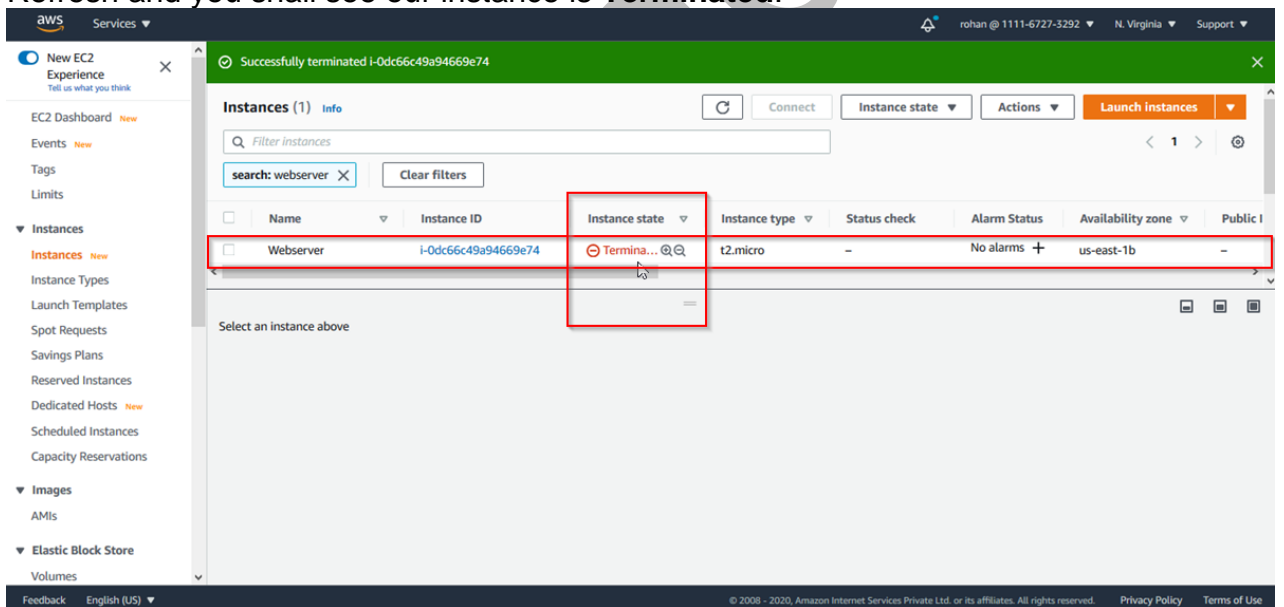 Refresh and you shall see our instance is Terminated.
aws Services ▼ rohan @ 1111-6727-3292 ▼ N. Virginia ▼ Support ▼
New EC2
Experience
Tell us what you think
EC2 Dashboard New
Events New
Tags
Limits
▼ Instances
Instances New
Instance Types
Launch Templates
Spot Requests
Savings Plans
Reserved Instances
Dedicated Hosts New
Scheduled Instances
Capacity Reservations
▼ Images
AMIs
▼ Elastic Block Store
Volumes
Successfully terminated i-0dc66c49a94669e74
Instances (1) Info Connect Instance state ▼ Actions ▼ Launch instances ▼
Filter instances < 1 >
search: webserver X Clear filters
Name Instance ID Instance state Instance type Status check Alarm Status Availability zone Public I
Webserver i-0dc66c49a94669e74 Termina... t2.micro – No alarms + us-east-1b –
Select an instance above
Feedback English (US) ▼ © 2008 - 2020, Amazon Internet Services Private Ltd. or its affiliates. All rights reserved. Privacy Policy Terms of Use